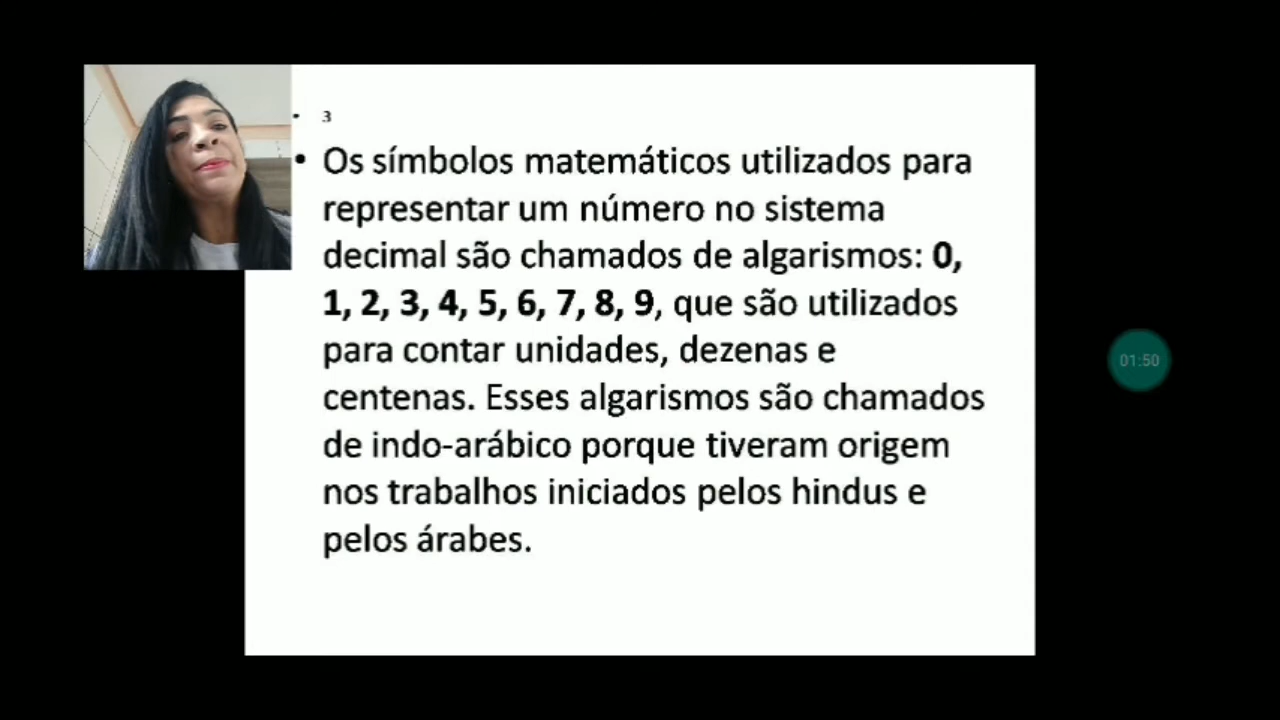 3
Os símbolos matemáticos utilizados para
representar um número no sistema
decimal são chamados de algarismos: 0,
1, 2, 3, 4, 5, 6, 7, 8, 9, que são utilizados
para contar unidades, dezenas e
centenas. Esses algarismos são chamados
de indo-arábico porque tiveram origem
nos trabalhos iniciados pelos hindus e
pelos árabes.
01:50